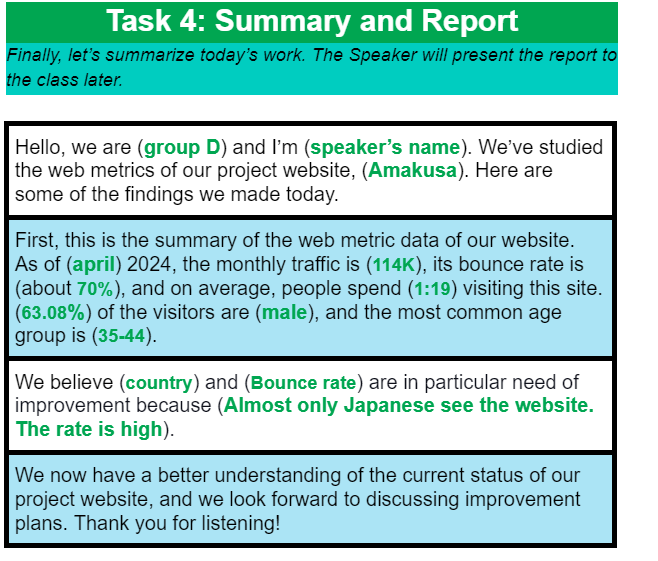 Task 4: Summary and Report
Finally, let's summarize today's work. The Speaker will present the report to
the class later.
Hello, we are (group D) and I'm (speaker's name). We've studied
the web metrics of our project website, (Amakusa). Here are
some of the findings we made today.
First, this is the summary of the web metric data of our website.
As of (april) 2024, the monthly traffic is (114K), its bounce rate is
(about 70%), and on average, people spend (1:19) visiting this site.
(63.08%) of the visitors are (male), and the most common age
group is (35-44).
We believe (country) and (Bounce rate) are in particular need of
improvement because (Almost only Japanese see the website.
The rate is high).
We now have a better understanding of the current status of our
project website, and we look forward to discussing improvement
plans. Thank you for listening!